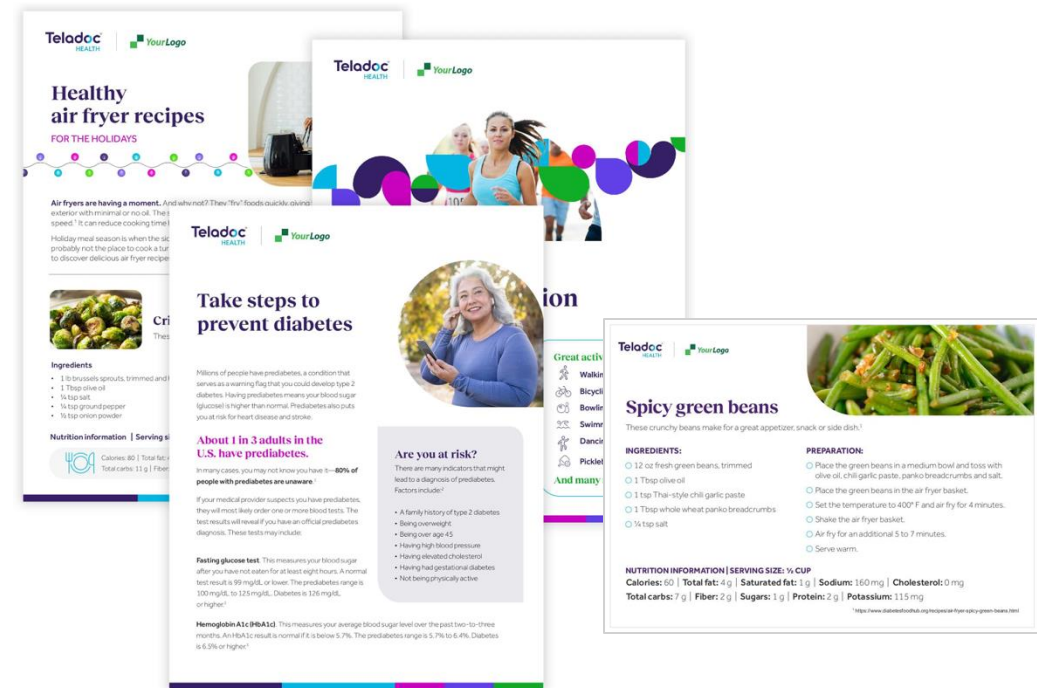 Teladoc
HEALTH
YourLogo
Healthy
air fryer recipes
FOR THE HOLIDAYS
Air fryers are having a moment. And why not? They "fry" foods quickly, giving
exterior with minimal or no oil. The
speed.¹ It can reduce cooking time
Holiday meal season is when the
probably not the place to cook a
to discover delicious air fryer
These
Ingredients
• 1 lb brussels sprouts, trimmed and
• 1 Tbsp olive oil
• ¼ tsp salt
• ¼ tsp ground pepper
• ½ tsp onion powder
Nutrition information | Serving
Calories: 80 | Total fat:
Total carbs: 11 g | Fiber:
Teladoc
HEALTH
YourLogo
Great
Walking
Swimm
And many
Teladoc
HEALTH
YourLogo
Take steps to
prevent diabetes
Millions of people have prediabetes, a condition that
serves as a warning flag that you could develop type 2
diabetes. Having prediabetes means your blood sugar
(glucose) is higher than normal. Prediabetes also puts
you at risk for heart disease and stroke.
About 1 in 3 adults in the
U.S. have prediabetes.
In many cases, you may not know you have it—80% of
people with prediabetes are unaware.¹
If your medical provider suspects you have prediabetes,
they will most likely order one or more blood tests. The
test results will reveal if you have an official prediabetes
diagnosis. These tests may include:
Fasting glucose test. This measures your blood sugar
after you have not eaten for at least eight hours. A normal
test result is 99 mg/dL or lower. The prediabetes range is
100 mg/dL to 125 mg/dL. Diabetes is 126 mg/dL
or higher.²
Hemoglobin A1c (HbA1c). This measures your average blood sugar level over the past two-to-three
months. An HbA1c result is normal if it is below 5.7%. The prediabetes range is 5.7% to 6.4%. Diabetes
is 6.5% or higher.²
Are you at risk?
There are many indicators that might
lead to a diagnosis of prediabetes.
Factors include:²
• A family history of type 2 diabetes
• Being overweight
• Being over age 45
• Having high blood pressure
• Having elevated cholesterol
• Having had gestational diabetes
• Not being physically active
Teladoc
HEALTH
YourLogo
Spicy green beans
These crunchy beans make for a great appetizer, snack or side dish.¹
INGREDIENTS:
12 oz fresh green beans, trimmed
1 Tbsp olive oil
1 tsp Thai-style chili garlic paste
1 Tbsp whole wheat panko breadcrumbs
¼ tsp salt
PREPARATION:
Place the green beans in a medium bowl and toss with
olive oil, chili garlic paste, panko breadcrumbs and salt.
Place the green beans in the air fryer basket.
Set the temperature to 400° F and air fry for 4 minutes.
Shake the air fryer basket.
Air fry for an additional 5 to 7 minutes.
Serve warm.
NUTRITION INFORMATION | SERVING SIZE: ½ CUP
Calories: 60 | Total fat: 4 g | Saturated fat: 1 g | Sodium: 160 mg | Cholesterol: 0 mg
Total carbs: 7 g | Fiber: 2 g | Sugars: 1 g | Protein: 2 g | Potassium: 115 mg
¹ https://www.diabetesfoodhub.org/recipes/air-fryer-spicy-green-beans.html